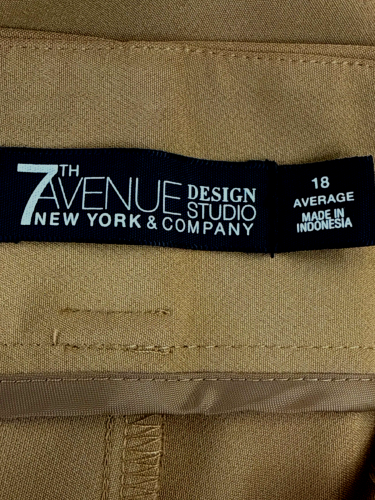 7TH AVENUE DESIGN STUDIO
NEW YORK & COMPANY
18
AVERAGE
MADE IN
INDONESIA